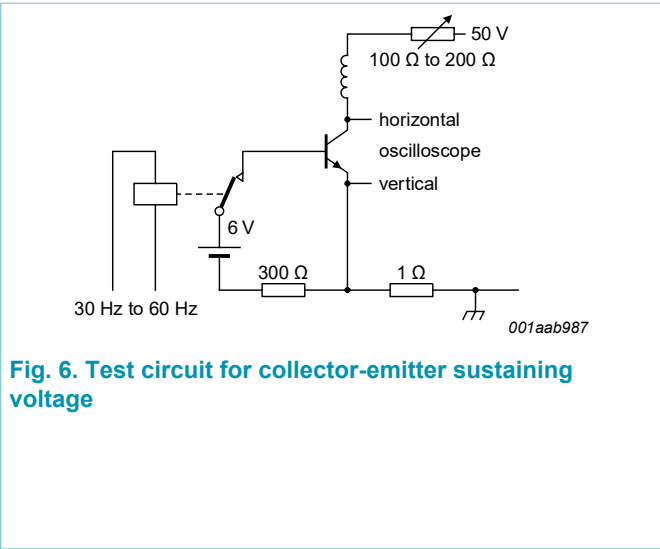 50 V
100 Ω to 200 Ω
horizontal
oscilloscope
vertical
6 V
300 Ω
1 Ω
30 Hz to 60 Hz
001aab987
Fig. 6. Test circuit for collector-emitter sustaining
voltage